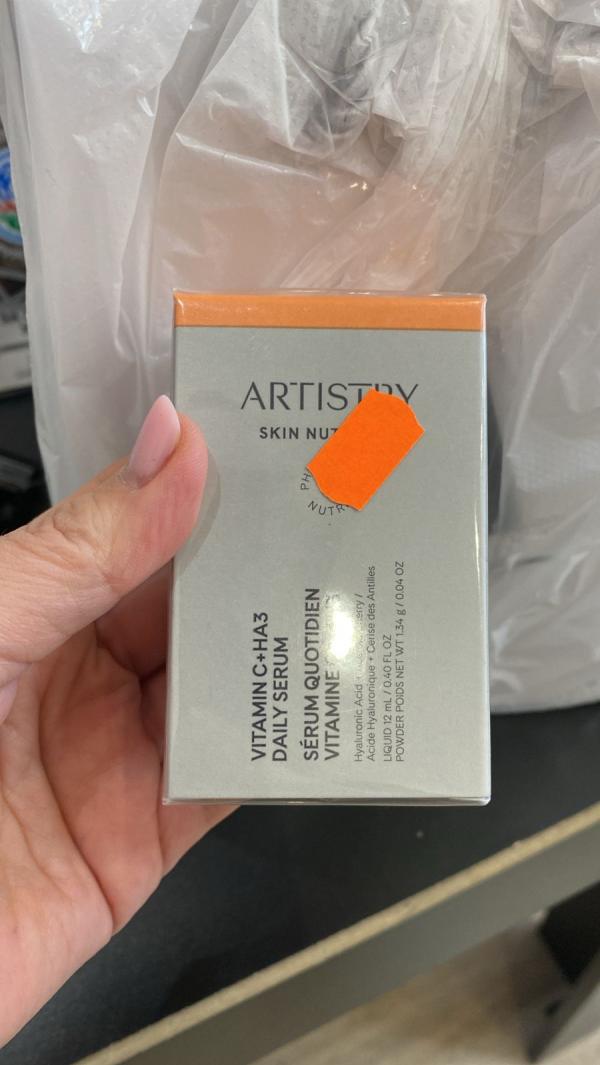 ARTISTRY
SKIN NUT
PH
NUTR
VITAMIN C+HA3
DAILY SERUM
SÉRUM QUOTIDIEN
VITAMINE
Hyaluronic Acid
Acide Hyaluronique + Cerise des Antilles
LIQUID 12 mL / 0.40 FL OZ
POWDER POIDS NET WT 1.34 g / 0.04 OZ